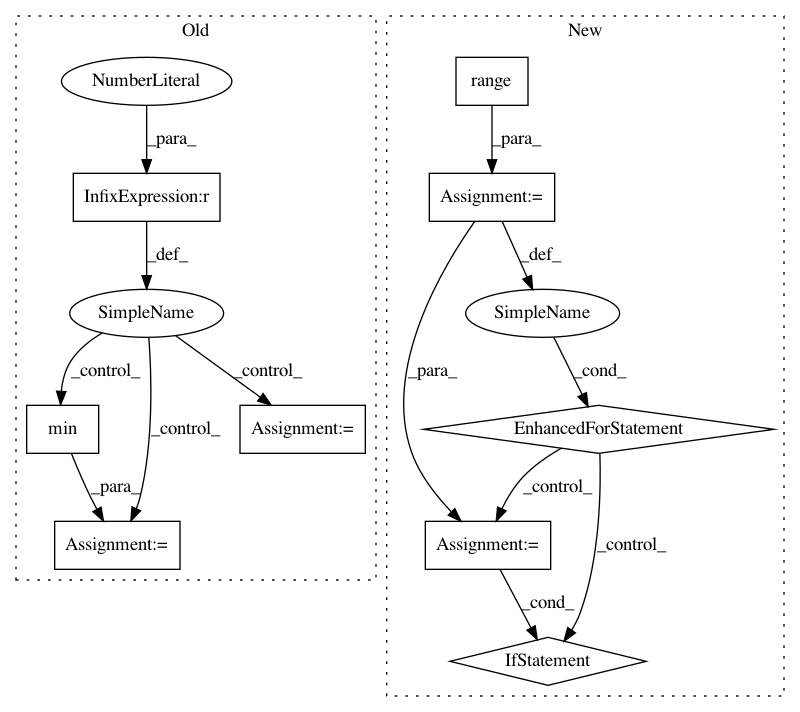 Old
New
NumberLiteral
range
_para_
_para_
InfixExpression:r
Assignment:=
_def_
_def_
SimpleName
SimpleName
_control_
_control_
_para_
_cond_
_control_
min
Assignment:=
EnhancedForStatement
_para_
_control_
_control_
Assignment:=
Assignment:=
_cond_
IfStatement